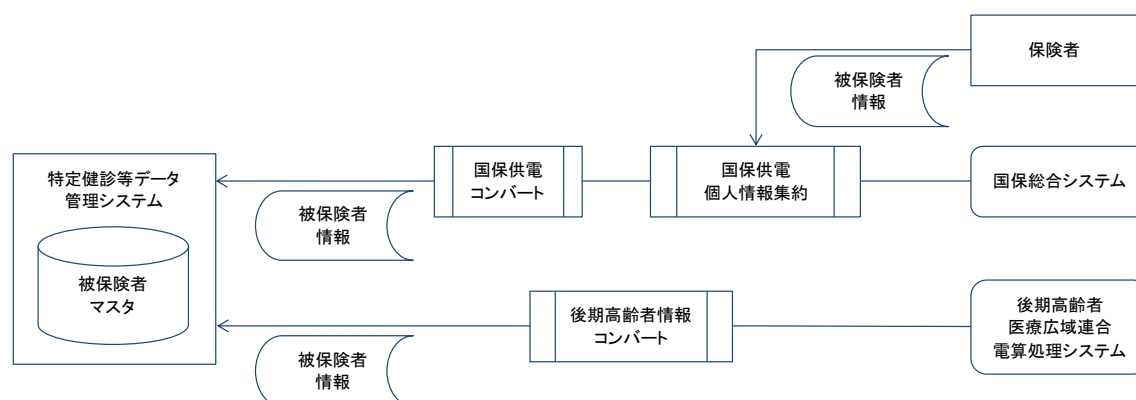 保険者
被保険者
情報
特定健診等データ
管理システム
国保供電
コンバート
国保供電
個人情報集約
国保総合システム
被保険者
情報
被保険者
マスタ
後期高齢者情報
コンバート
後期高齢者
医療広域連合
電算処理システム
被保険者
情報